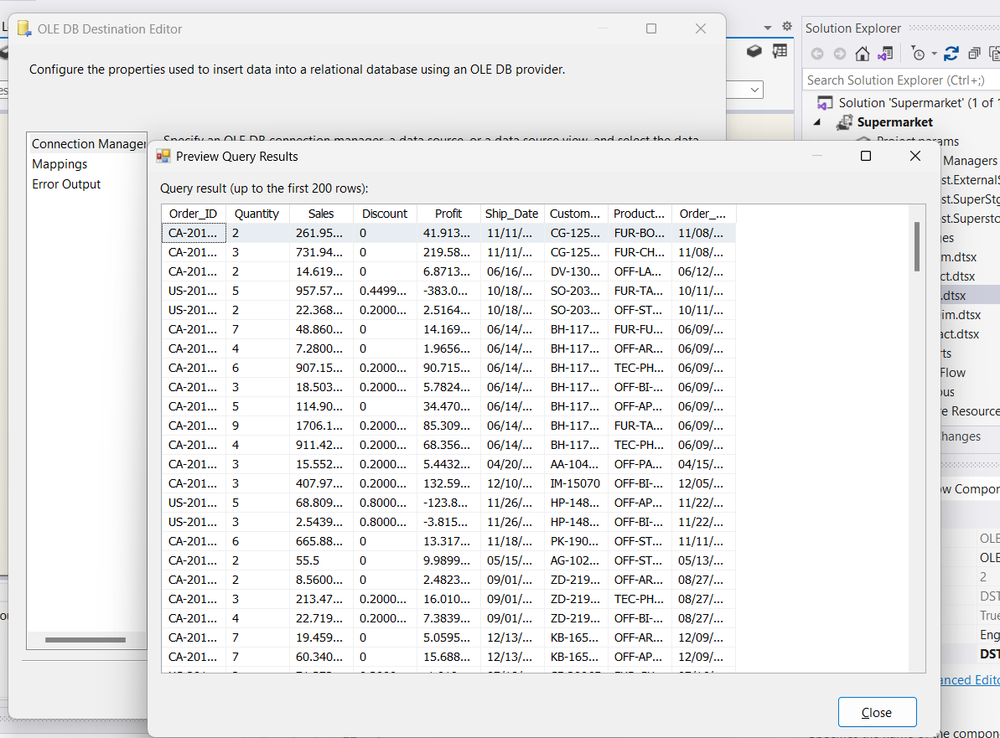 OLE DB Destination Editor
Configure the properties used to insert data into a relational database using an OLE DB provider.
Connection Manager
Mappings
Error Output
Specify an OLE DB connection manager, a data source, or a data source view, and select the data
Preview Query Results
Query result (up to the first 200 rows):
Order_ID Quantity Sales Discount Profit Ship_Date Custom... Product... Order_...
CA-201... 2 261.95... 0 41.913... 11/11/... CG-125... FUR-BO... 11/08/...
CA-201... 3 731.94... 0 219.58... 11/11/... CG-125... FUR-CH... 11/08/...
CA-201... 2 14.619... 0 6.8713... 06/16/... DV-130... OFF-LA... 06/12/...
US-201... 5 957.57... 0.4499... -383.0... 10/18/... SO-203... FUR-TA... 10/11/...
US-201... 2 22.368... 0.2000... 2.5164... 10/18/... SO-203... OFF-ST... 10/11/...
CA-201... 7 48.860... 0 14.169... 06/14/... BH-117... FUR-FU... 06/09/...
CA-201... 4 7.2800... 0 1.9656... 06/14/... BH-117... OFF-AR... 06/09/...
CA-201... 6 907.15... 0.2000... 90.715... 06/14/... BH-117... TEC-PH... 06/09/...
CA-201... 3 18.503... 0.2000... 5.7824... 06/14/... BH-117... OFF-BI-... 06/09/...
CA-201... 5 114.90... 0 34.470... 06/14/... BH-117... OFF-AP... 06/09/...
CA-201... 9 1706.1... 0.2000... 85.309... 06/14/... BH-117... FUR-TA... 06/09/...
CA-201... 4 911.42... 0.2000... 68.356... 06/14/... BH-117... TEC-PH... 06/09/...
CA-201... 3 15.552... 0.2000... 5.4432... 04/20/... AA-104... OFF-PA... 04/15/...
CA-201... 3 407.97... 0.2000... 132.59... 12/10/... IM-15070 OFF-BI-... 12/05/...
US-201... 5 68.809... 0.8000... -123.8... 11/26/... HP-148... OFF-AP... 11/22/...
US-201... 3 2.5439... 0.8000... -3.815... 11/26/... HP-148... OFF-BI-... 11/22/...
CA-201... 6 665.88... 0 13.317... 11/18/... PK-190... OFF-ST... 11/11/...
CA-201... 2 55.5 0 9.9899... 05/15/... AG-102... OFF-ST... 05/13/...
CA-201... 2 8.5600... 0 2.4823... 09/01/... ZD-219... OFF-AR... 08/27/...
CA-201... 3 213.47... 0.2000... 16.010... 09/01/... ZD-219... TEC-PH... 08/27/...
CA-201... 4 22.719... 0.2000... 7.3839... 09/01/... ZD-219... OFF-BI-... 08/27/...
CA-201... 7 19.459... 0 5.0595... 12/13/... KB-165... OFF-AR... 12/09/...
CA-201... 7 60.340... 0 15.688... 12/13/... KB-165... OFF-AP... 12/09/...
Close
Solution Explorer
Search Solution Explorer (Ctrl+;)
Solution 'Supermarket' (1 of 1
Supermarket
Project.params
Managers
st.ExternalS
st.SuperStg
st.Supersto
es
m.dtsx
ct.dtsx
.dtsx
im.dtsx
act.dtsx
rts
Flow
ous
re Resource
hanges
ow Compon
OLE
OLE
2
DST
True
Eng
DST
anced Edito